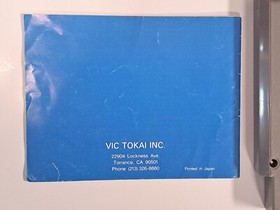 VIC TOKAI INC.
22904 Lockness Ave.
Torrance, CA 90501
Phone (213) 326-8880
Printed in Japan